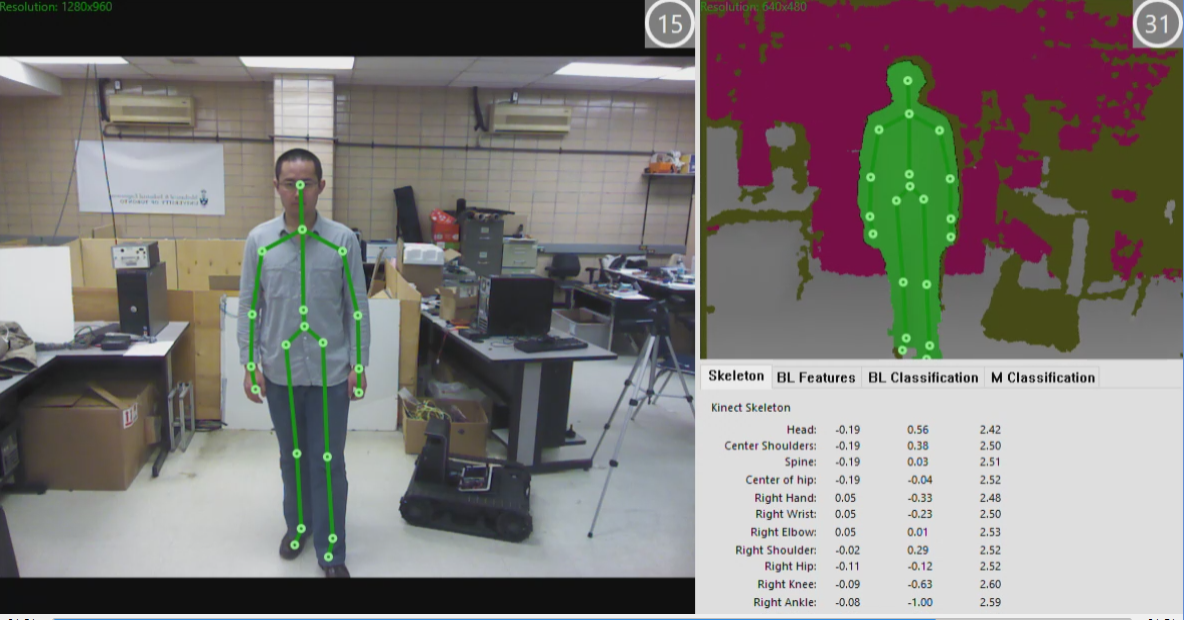 Resolution: 1280x960
15
Resolution: 640x480
31
Skeleton BL Features BL Classification M Classification
Kinect Skeleton
Head: -0.19 0.56 2.42
Center Shoulders: -0.19 0.38 2.50
Spine: -0.19 0.03 2.51
Center of hip: -0.19 -0.04 2.52
Right Hand: 0.05 -0.33 2.48
Right Wrist: 0.05 -0.23 2.50
Right Elbow: 0.05 0.01 2.53
Right Shoulder: -0.02 0.29 2.52
Right Hip: -0.11 -0.12 2.52
Right Knee: -0.09 -0.63 2.60
Right Ankle: -0.08 -1.00 2.59